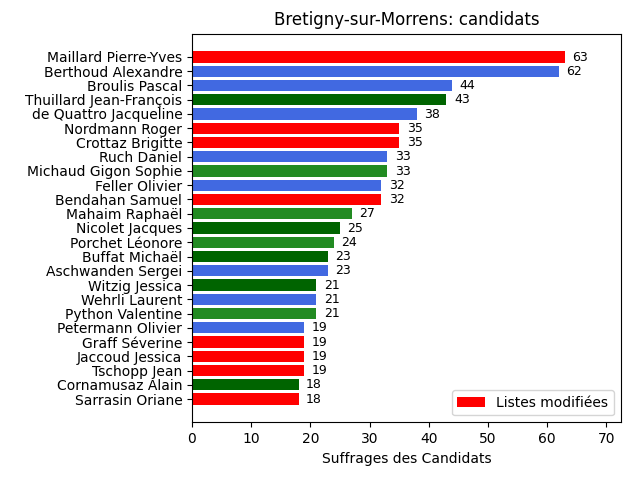 Bretigny-sur-Morrens: candidats
Maillard Pierre-Yves 63
Berthoud Alexandre 62
Broulis Pascal 44
Thuillard Jean-François 43
de Quattro Jacqueline 38
Nordmann Roger 35
Crottaz Brigitte 35
Ruch Daniel 33
Michaud Gigon Sophie 33
Feller Olivier 32
Bendahan Samuel 32
Mahaim Raphaël 27
Nicolet Jacques 25
Porchet Léonore 24
Buffat Michaël 23
Aschwanden Sergei 23
Witzig Jessica 21
Wehrli Laurent 21
Python Valentine 21
Petermann Olivier 19
Graff Séverine 19
Jaccoud Jessica 19
Tschopp Jean 19
Cornamusaz Alain 18
Sarrasin Oriane 18
Listes modifiées
0 10 20 30 40 50 60 70
Suffrages des Candidats